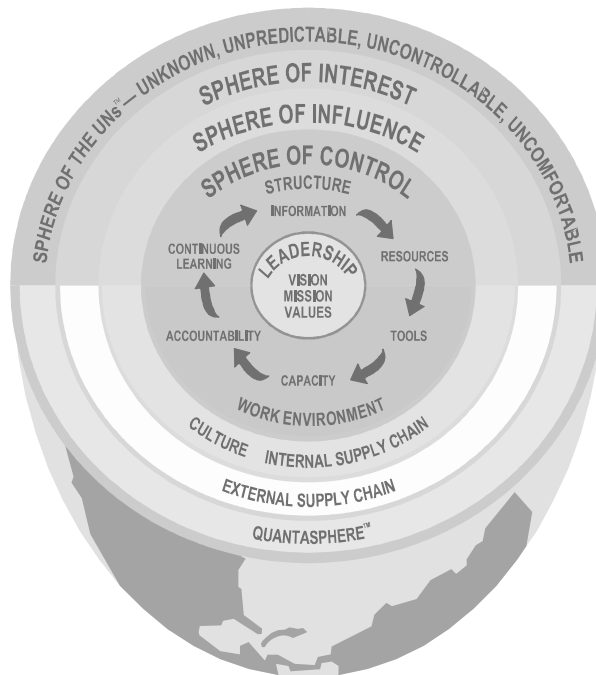 SPHERE OF THE UNs™ — UNKNOWN, UNPREDICTABLE, UNCONTROLLABLE, UNCOMFORTABLE
SPHERE OF INTEREST
SPHERE OF INFLUENCE
SPHERE OF CONTROL
STRUCTURE
INFORMATION
RESOURCES
TOOLS
CAPACITY
ACCOUNTABILITY
CONTINUOUS
LEARNING
LEADERSHIP
VISION
MISSION
VALUES
WORK ENVIRONMENT
CULTURE INTERNAL SUPPLY CHAIN
EXTERNAL SUPPLY CHAIN
QUANTASPHERE™